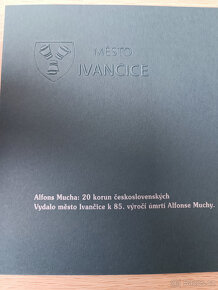 MĚSTO
IVANČICE
Alfons Mucha: 20 korun československých
Vydalo město Ivančice k 85. výročí úmrtí Alfonse Muchy.